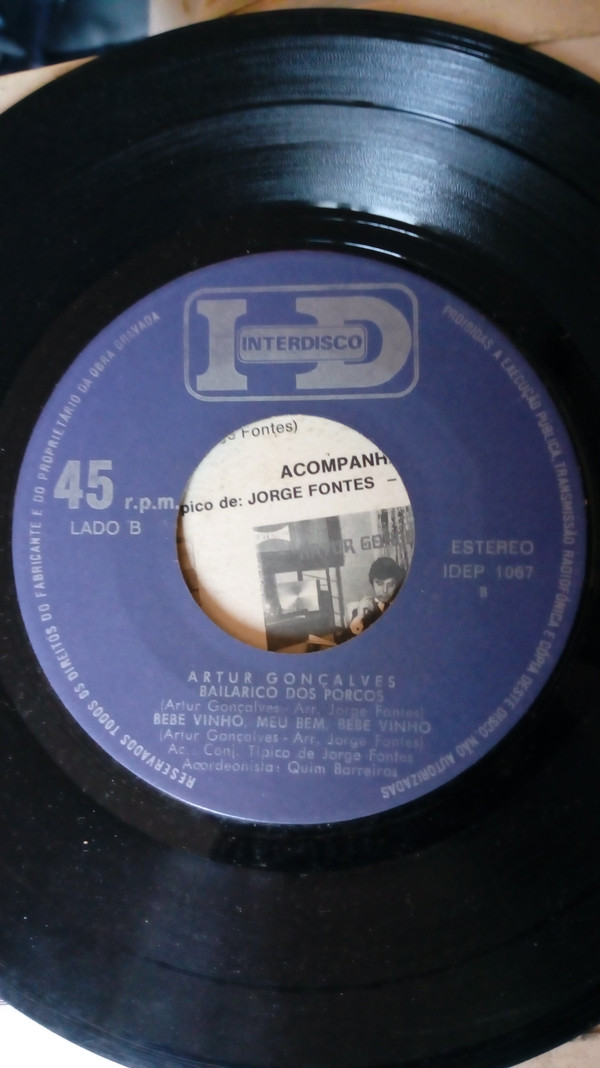 INTERDISCO
ID
RESERVADOS TODOS OS DIREITOS DO FABRICANTE E DO PROPRIETÁRIO DA OBRA GRAVADA
PROIBIDAS A EXECUÇÃO PÚBLICA, TRANSMISSÃO RADIOFÓNICA E CÓPIA DESTE DISCO NÃO AUTORIZADAS
Fontes)
ACOMPANH
pico de: JORGE FONTES –
45 r.p.m.
LADO B
ESTEREO
IDEP 1067
B
ARTUR GONÇALVES
BAILARICO DOS PORCOS
(Artur Gonçalves - Arr. Jorge Fontes)
BEBE VINHO, MEU BEM, BEBE VINHO
(Artur Gonçalves - Arr. Jorge Fontes)
Ac.: Conj. Típico de Jorge Fontes
Acordeonista: Quim Barreiros